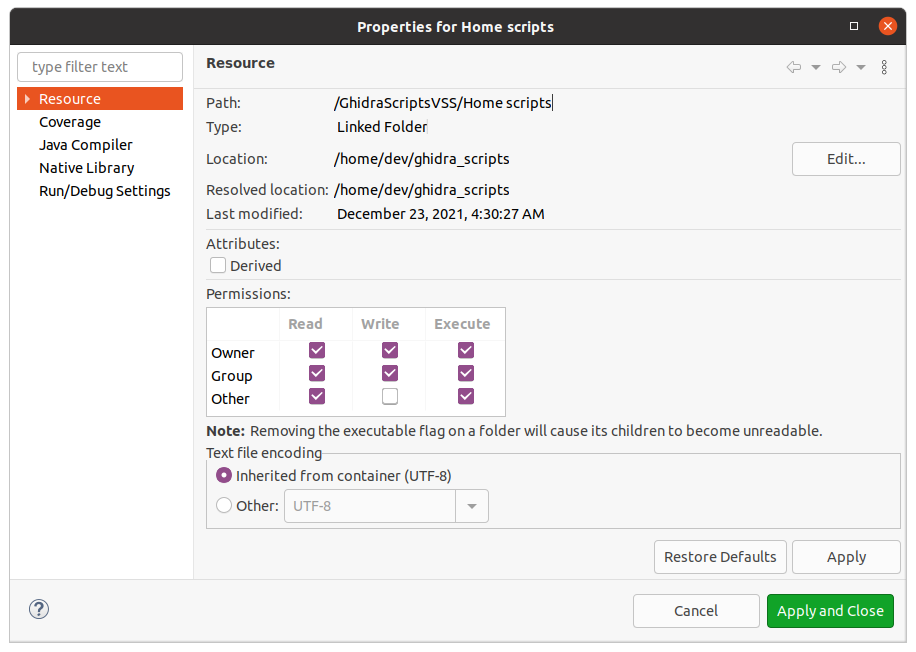 Properties for Home scripts
type filter text
Resource
Coverage
Java Compiler
Native Library
Run/Debug Settings
Resource
Path: /GhidraScriptsVSS/Home scripts
Type: Linked Folder
Location: /home/dev/ghidra_scripts Edit...
Resolved location: /home/dev/ghidra_scripts
Last modified: December 23, 2021, 4:30:27 AM
Attributes:
Derived
Permissions:
Read Write Execute
Owner
Group
Other
Note: Removing the executable flag on a folder will cause its children to become unreadable.
Text file encoding
Inherited from container (UTF-8)
Other: UTF-8
Restore Defaults Apply
? Cancel Apply and Close